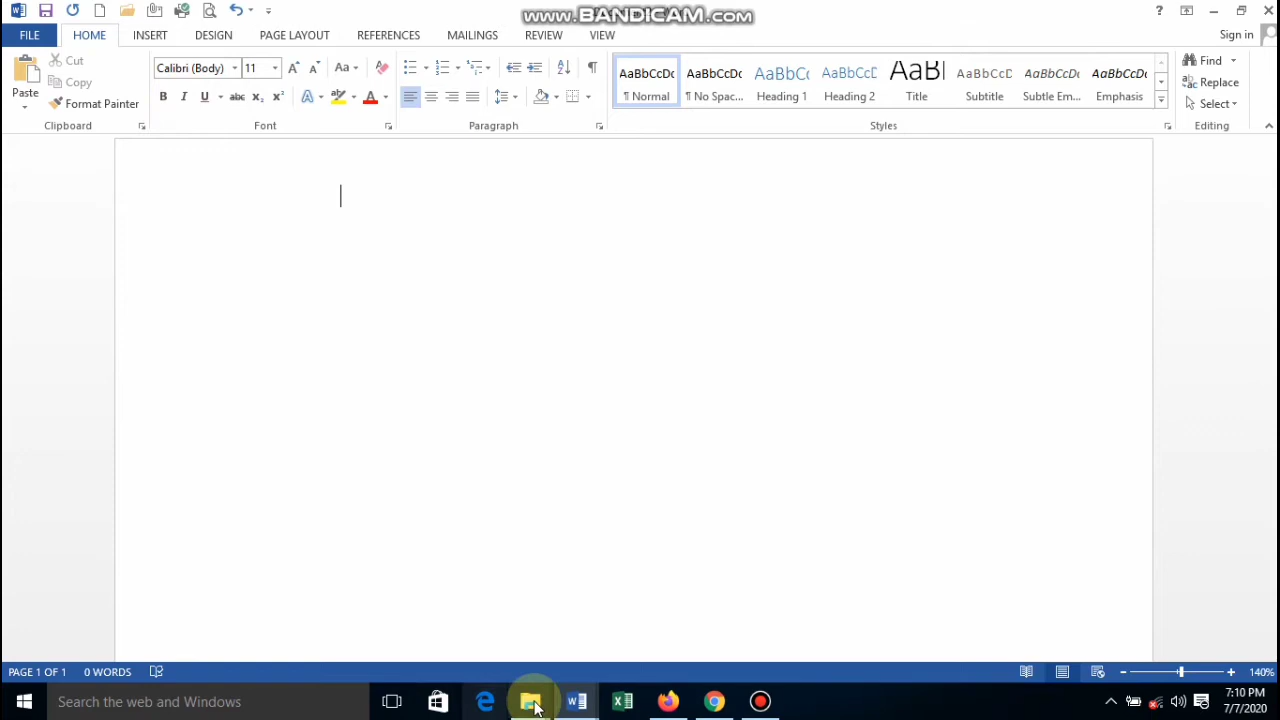 www.BANDICAM.com
Sign in
FILE HOME INSERT DESIGN PAGE LAYOUT REFERENCES MAILINGS REVIEW VIEW
Paste
Cut
Copy
Format Painter
Clipboard
Calibri (Body) 11
Font
Paragraph
AaBbCcDc
¶ Normal
AaBbCcDc
¶ No Spac...
AaBbCc
Heading 1
AaBbCcD
Heading 2
AaBl
Title
AaBbCcD
Subtitle
AaBbCcDc
Subtle Em...
AaBbCcDc
Emphasis
Styles
Find
Replace
Select
Editing
PAGE 1 OF 1 0 WORDS
140%
Search the web and Windows
7:10 PM
7/7/2020